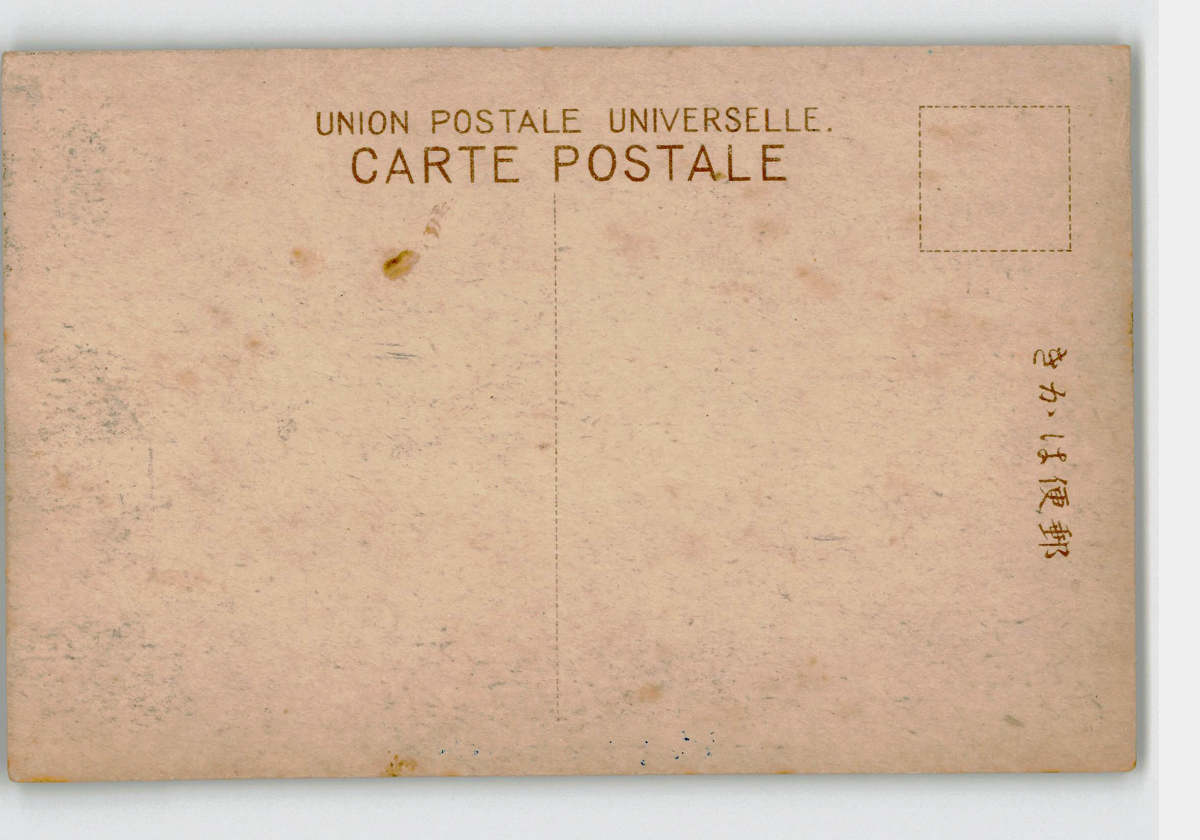 UNION POSTALE UNIVERSELLE.
CARTE POSTALE
郵便はかき